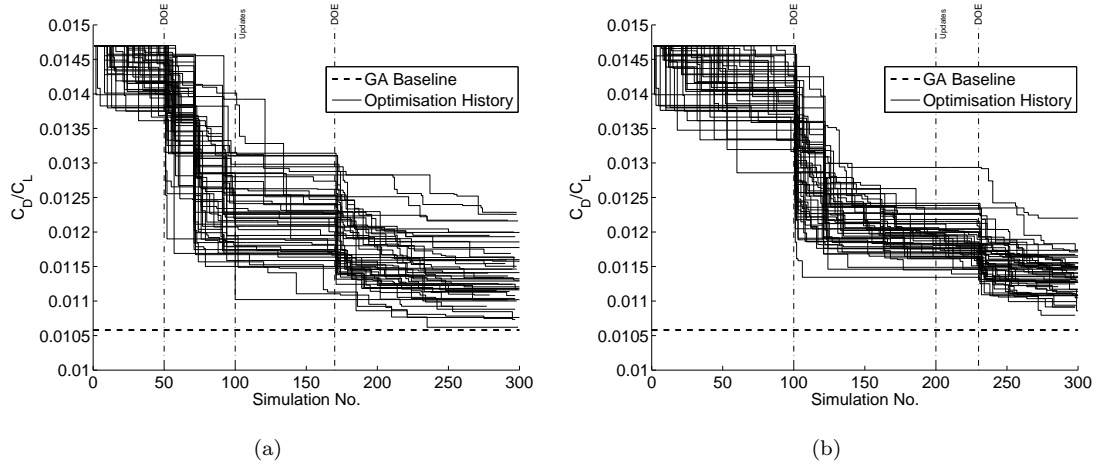 DOE
Updates
DOE
0.015
0.0145
0.014
0.0135
0.013
0.0125
0.012
0.0115
0.011
0.0105
0.01
C_D/C_L
GA Baseline
Optimisation History
0 50 100 150 200 250 300
Simulation No.
(a)
DOE
Updates
DOE
0.015
0.0145
0.014
0.0135
0.013
0.0125
0.012
0.0115
0.011
0.0105
0.01
C_D/C_L
GA Baseline
Optimisation History
0 50 100 150 200 250 300
Simulation No.
(b)